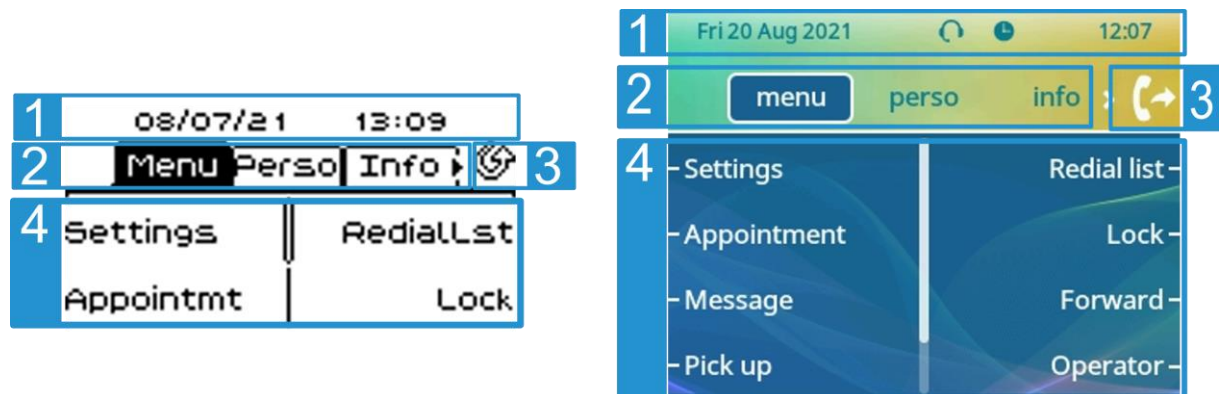 1 08/07/21 13:09
2 Menu Perso Info 3
4 Settings RedialLst
Appointmt Lock
1 Fri 20 Aug 2021 12:07
2 menu perso info 3
4 Settings Redial list
Appointment Lock
Message Forward
Pick up Operator